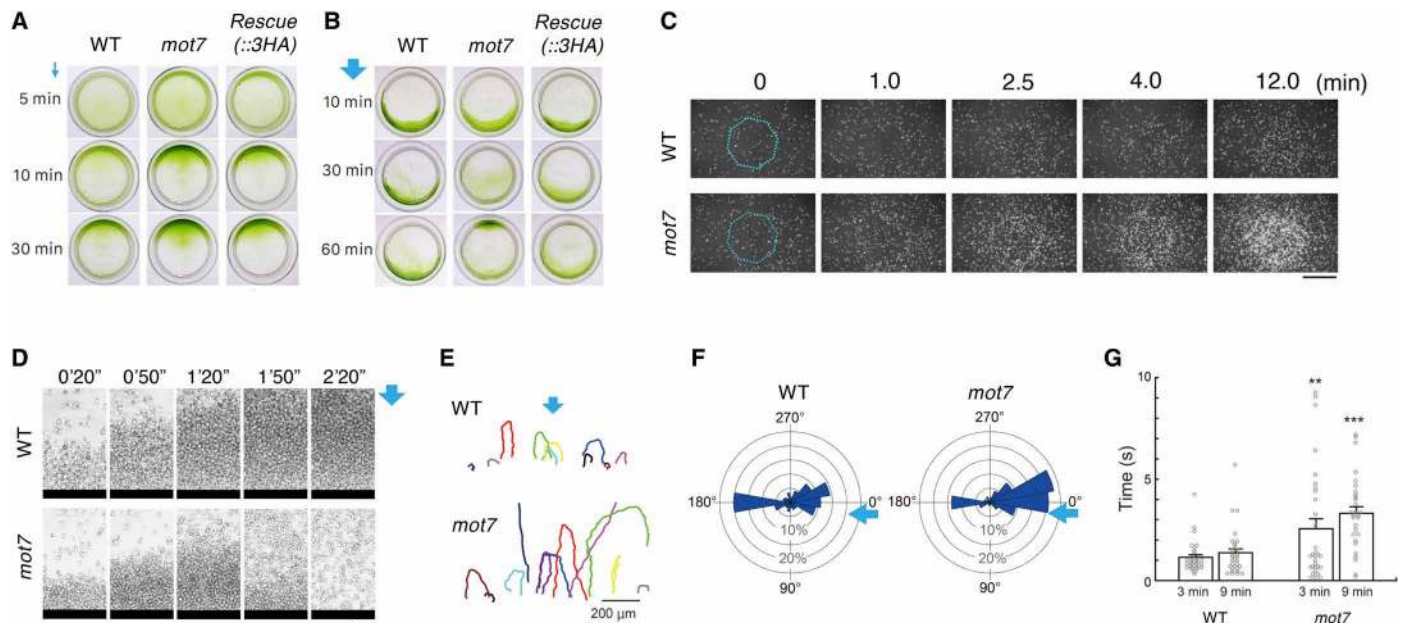 A
WT
mot7
Rescue
(::3HA)
5 min
10 min
30 min
B
WT
mot7
Rescue
(::3HA)
10 min
30 min
60 min
C
0
1.0
2.5
4.0
12.0
(min)
WT
mot7
D
0'20"
0'50"
1'20"
1'50"
2'20"
WT
mot7
E
WT
mot7
200 μm
F
WT
270°
180°
0°
10%
20%
90°
mot7
270°
180°
0°
10%
20%
90°
G
Time (s)
10
5
0
**
***
3 min 9 min
WT
3 min 9 min
mot7